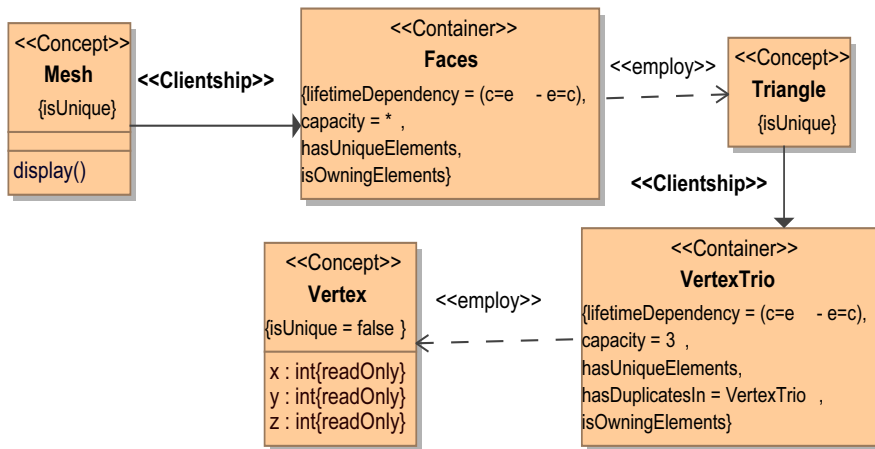 <<Concept>>
Mesh
{isUnique}
display()
<<Clientship>>
<<Container>>
Faces
{lifetimeDependency = (c=e - e=c),
capacity = * ,
hasUniqueElements,
isOwningElements}
<<employ>>
<<Concept>>
Triangle
{isUnique}
<<Clientship>>
<<Container>>
VertexTrio
{lifetimeDependency = (c=e - e=c),
capacity = 3 ,
hasUniqueElements,
hasDuplicatesIn = VertexTrio ,
isOwningElements}
<<employ>>
<<Concept>>
Vertex
{isUnique = false }
x : int{readOnly}
y : int{readOnly}
z : int{readOnly}